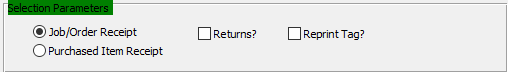 Selection Parameters
Job/Order Receipt Returns? Reprint Tag?
Purchased Item Receipt